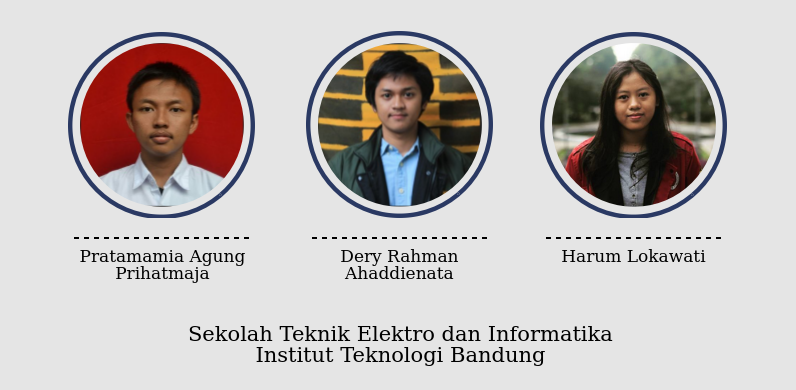 Pratamamia Agung
Prihatmaja
Dery Rahman
Ahaddienata
Harum Lokawati
Sekolah Teknik Elektro dan Informatika
Institut Teknologi Bandung